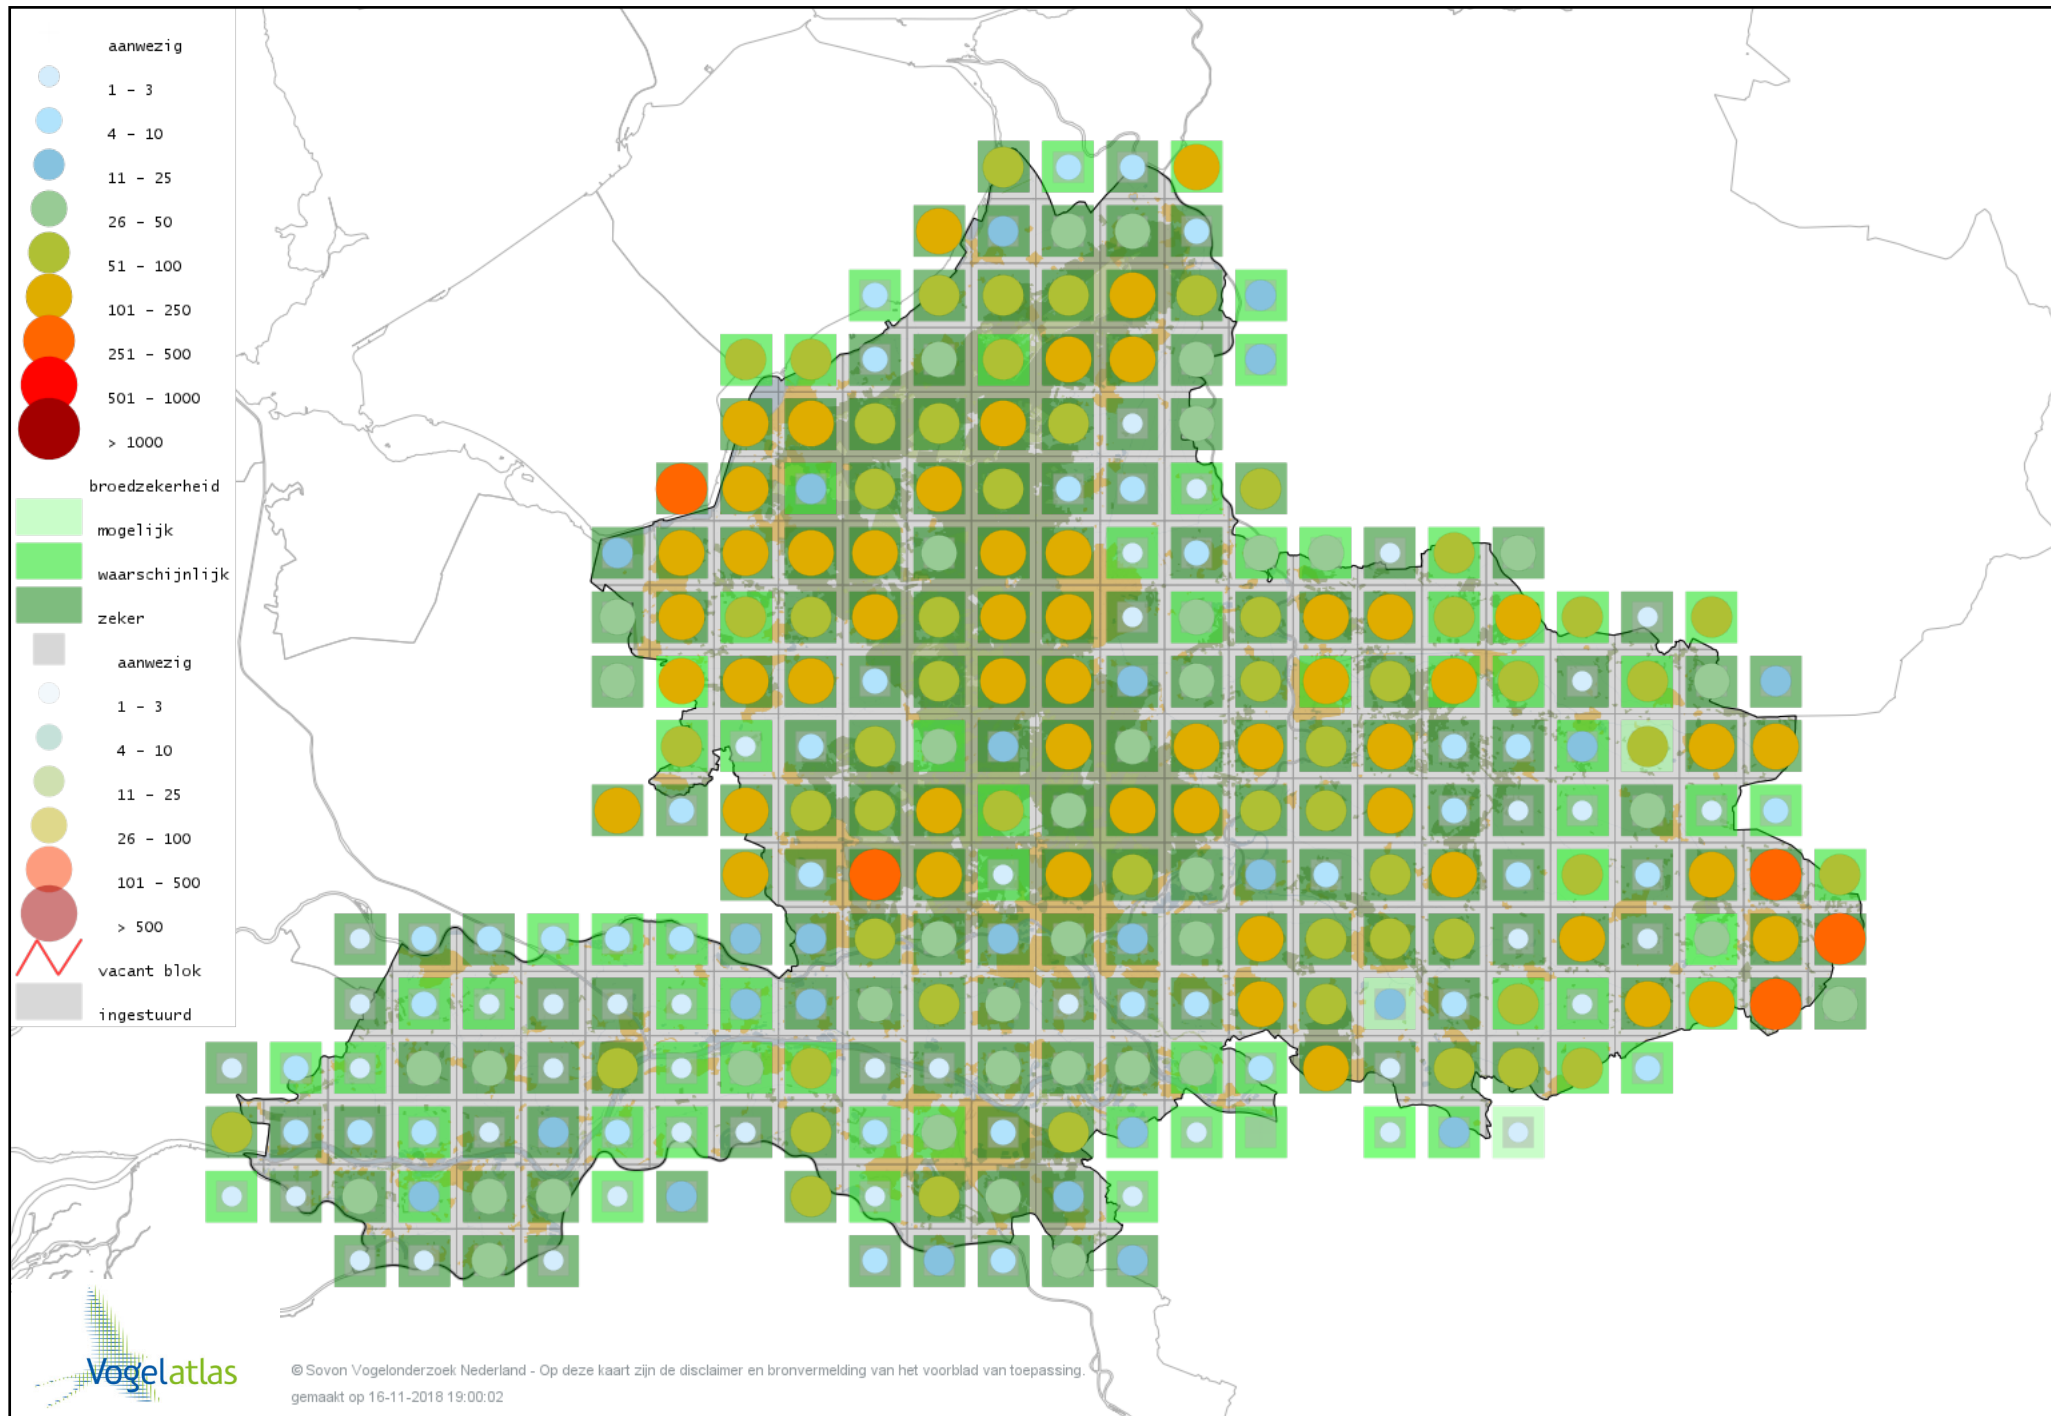 aanwezig
1 - 3
4 - 10
11 - 25
26 - 50
51 - 100
101 - 250
251 - 500
501 - 1000
> 1000
broedzekerheid
mogelijk
waarschijnlijk
zeker
aanwezig
1 - 3
4 - 10
11 - 25
26 - 100
101 - 500
> 500
vacant blok
ingestuurd
Vogelatlas
© Sovon Vogelonderzoek Nederland - Op deze kaart zijn de disclaimer en bronvermelding van het voorblad van toepassing.
gemaakt op 16-11-2018 19:00:02